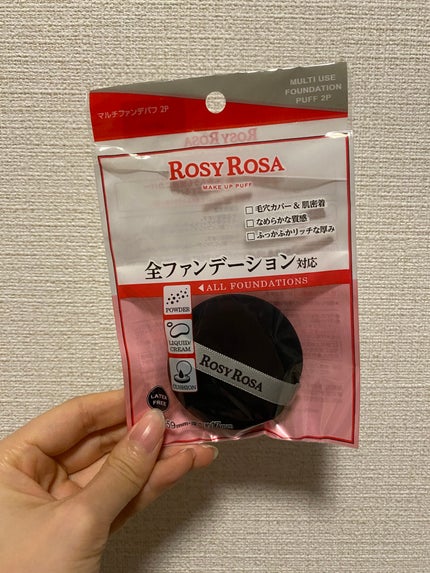 マルチファンデパフ 2P
MULTI USE
FOUNDATION
PUFF 2P
ROSY ROSA
ROSY ROSA
MAKE UP PUFF
□毛穴カバー&肌密着
□なめらかな質感
□ふっかふかリッチな厚み
全ファンデーション対応
◀ALL FOUNDATIONS
POWDER
LIQUID/
CREAM
CUSHION
ROSY ROSA
LATEX
FREE